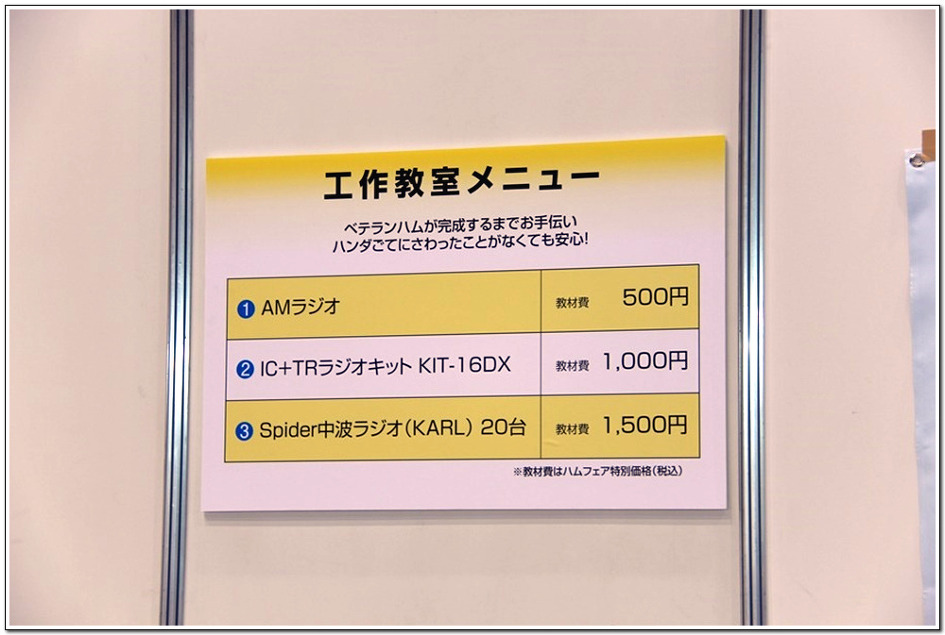 工作教室メニュー
ベテランハムが完成するまでお手伝い
ハンダごてにさわったことがなくても安心!
1 AMラジオ 教材費 500円
2 IC+TRラジオキット KIT-16DX 教材費 1,000円
3 Spider中波ラジオ(KARL) 20台 教材費 1,500円
※教材費はハムフェア特別価格(税込)